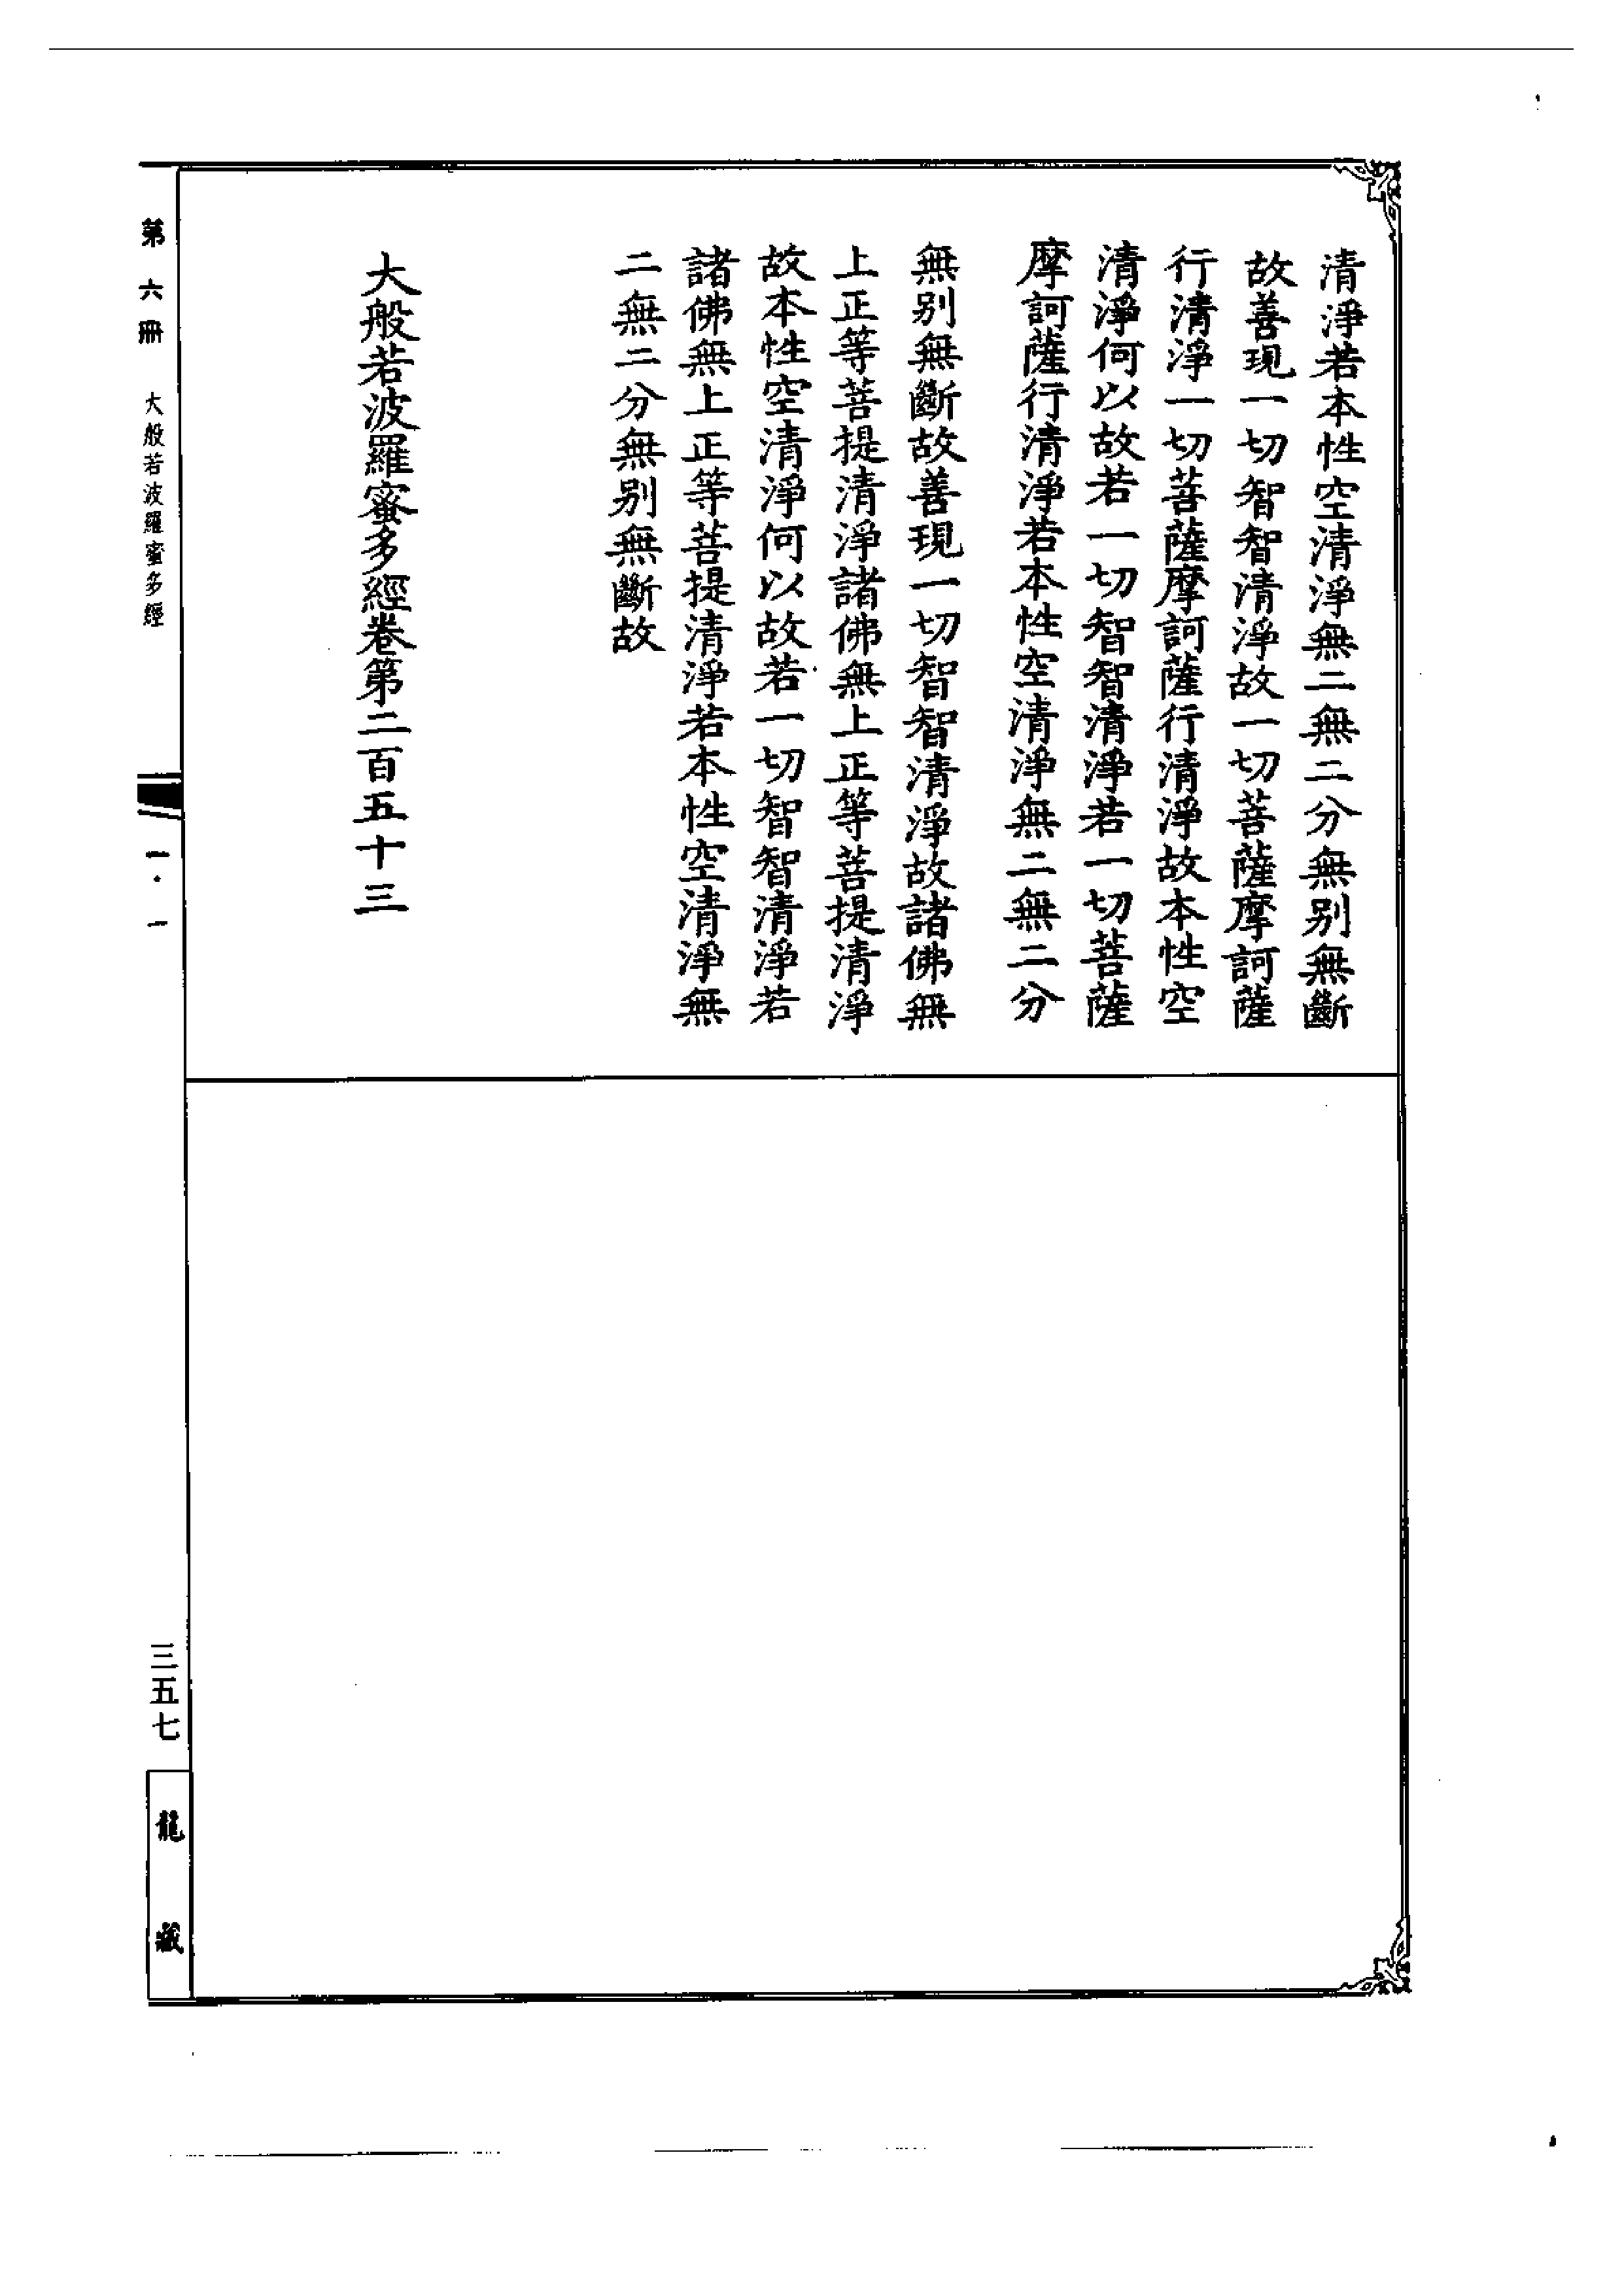 清淨若本性空清淨無二無二分無別無斷
故善現一切智智清淨故一切菩薩摩訶薩
行清淨一切菩薩摩訶薩行清淨故本性空
清淨何以故若一切智智清淨若一切菩薩
摩訶薩行清淨若本性空清淨無二無二分
無別無斷故善現一切智智清淨故諸佛無
上正等菩提清淨諸佛無上正等菩提清淨
故本性空清淨何以故若一切智智清淨若
諸佛無上正等菩提清淨若本性空清淨無
二無二分無別無斷故
大般若波羅蜜多經卷第二百五十三
第六冊
大般若波羅蜜多經
一·一
三五七
龍藏